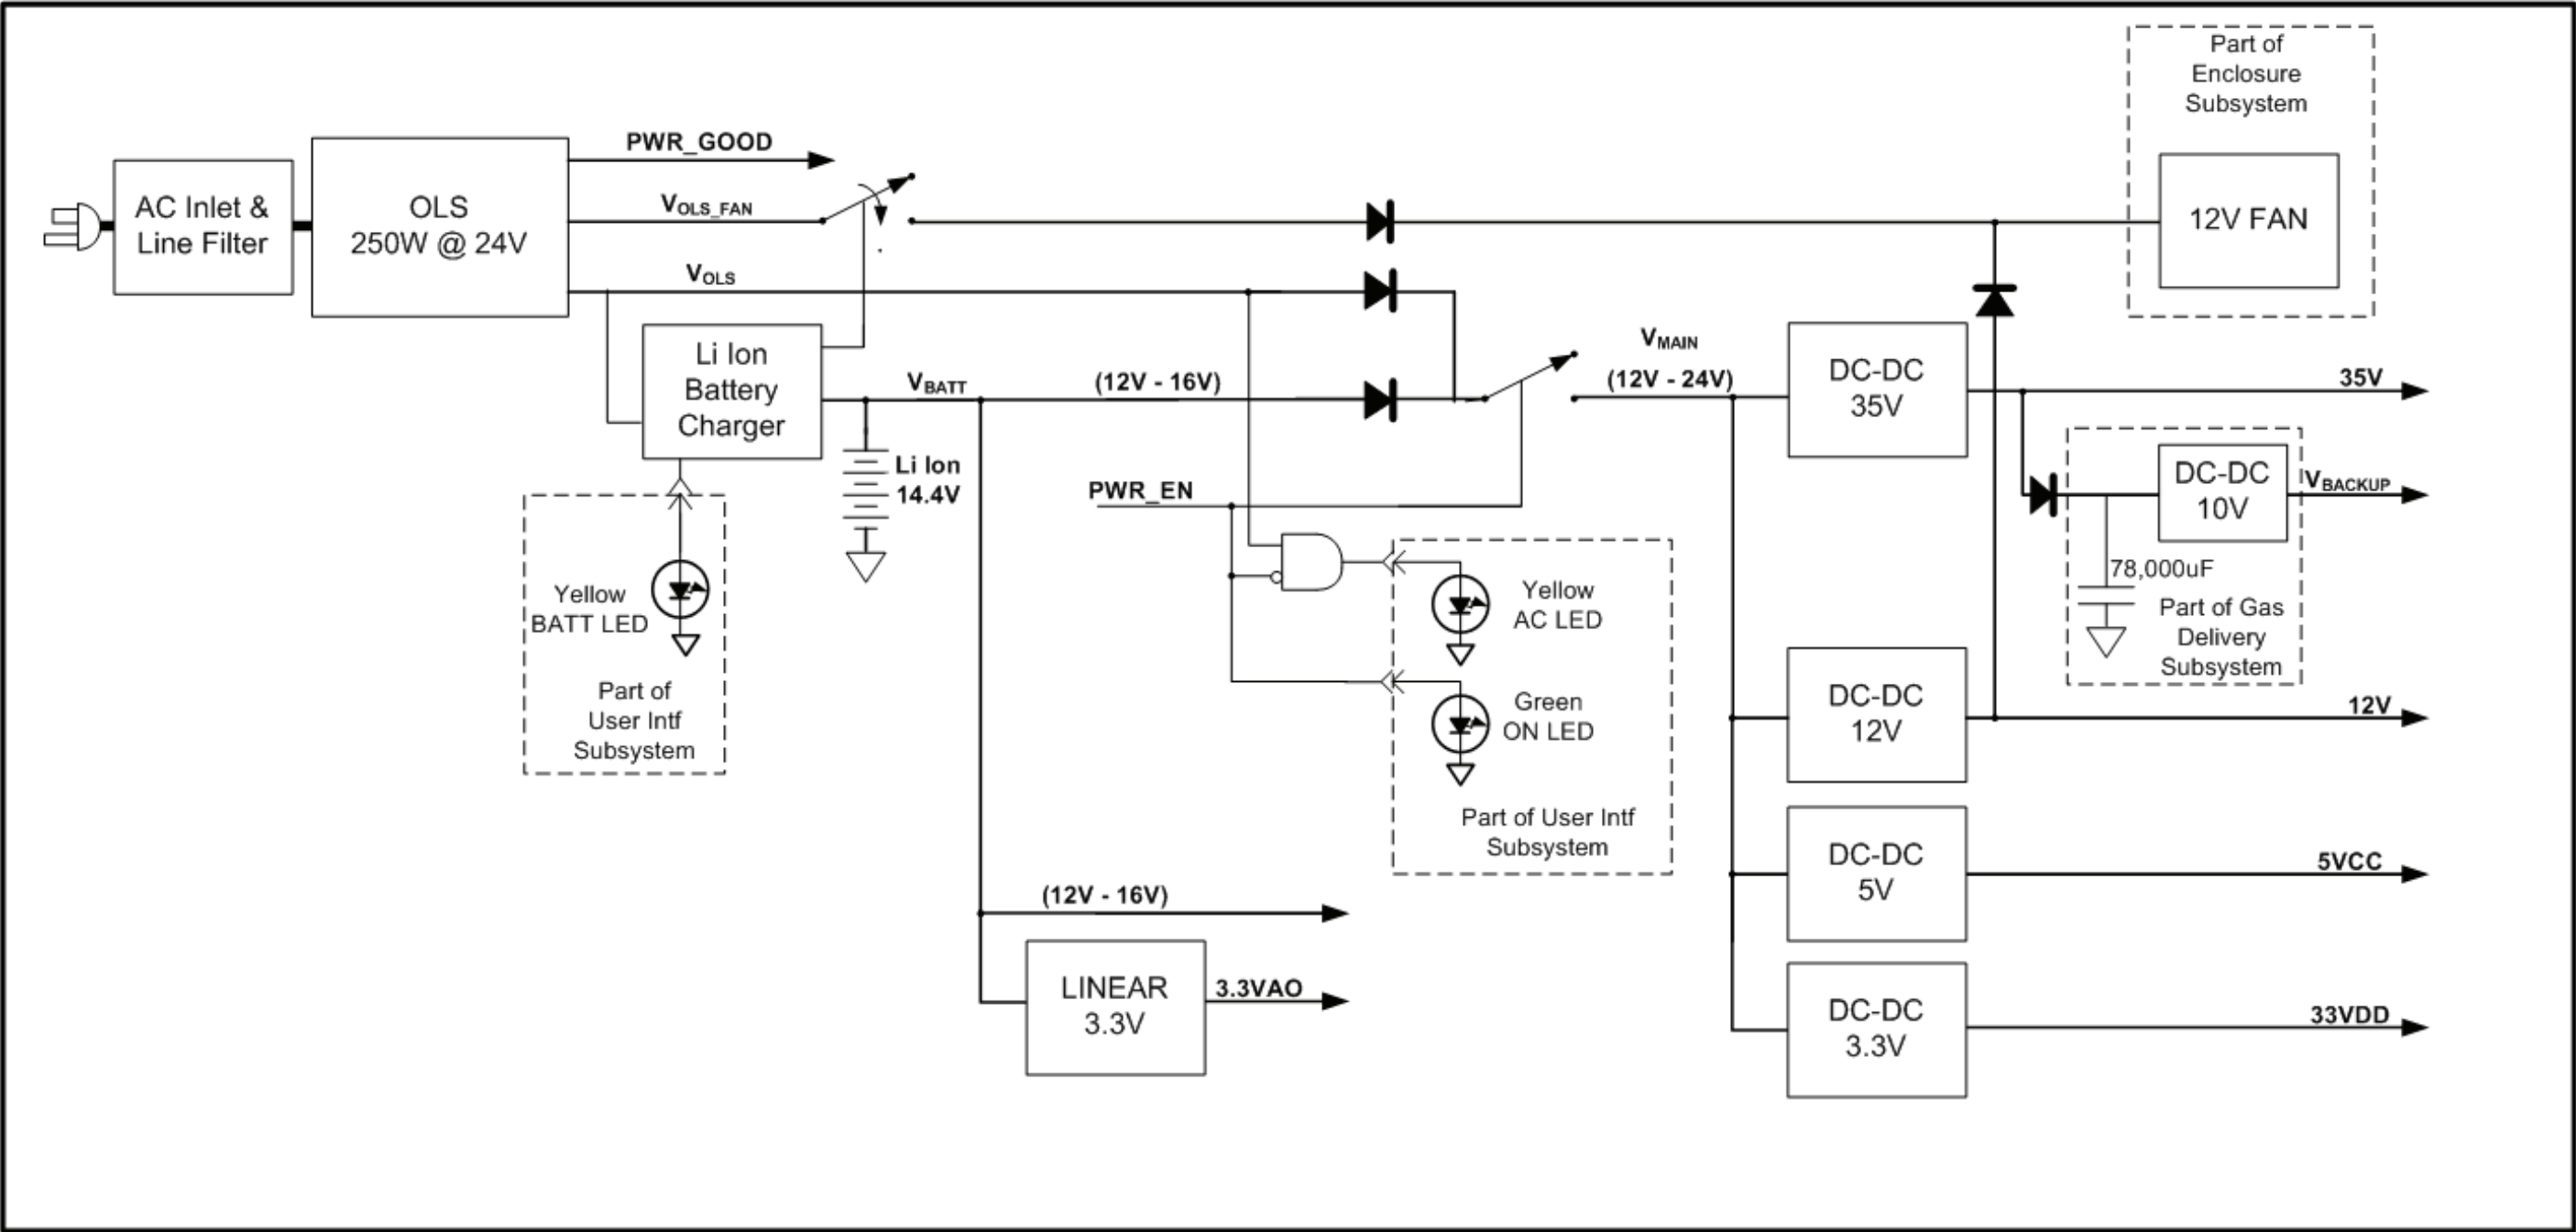 Part of
Enclosure
Subsystem
12V FAN
PWR_GOOD
AC Inlet &
Line Filter
OLS
250W @ 24V
VOLS_FAN
VOLS
Li Ion
Battery
Charger
VBATT
(12V - 16V)
VMAIN
(12V - 24V)
DC-DC
35V
35V
Li Ion
14.4V
PWR_EN
DC-DC
10V
VBACKUP
78,000uF
Part of Gas
Delivery
Subsystem
Yellow
BATT LED
Part of
User Intf
Subsystem
Yellow
AC LED
Green
ON LED
Part of User Intf
Subsystem
DC-DC
12V
12V
DC-DC
5V
5VCC
(12V - 16V)
LINEAR
3.3V
3.3VAO
DC-DC
3.3V
33VDD